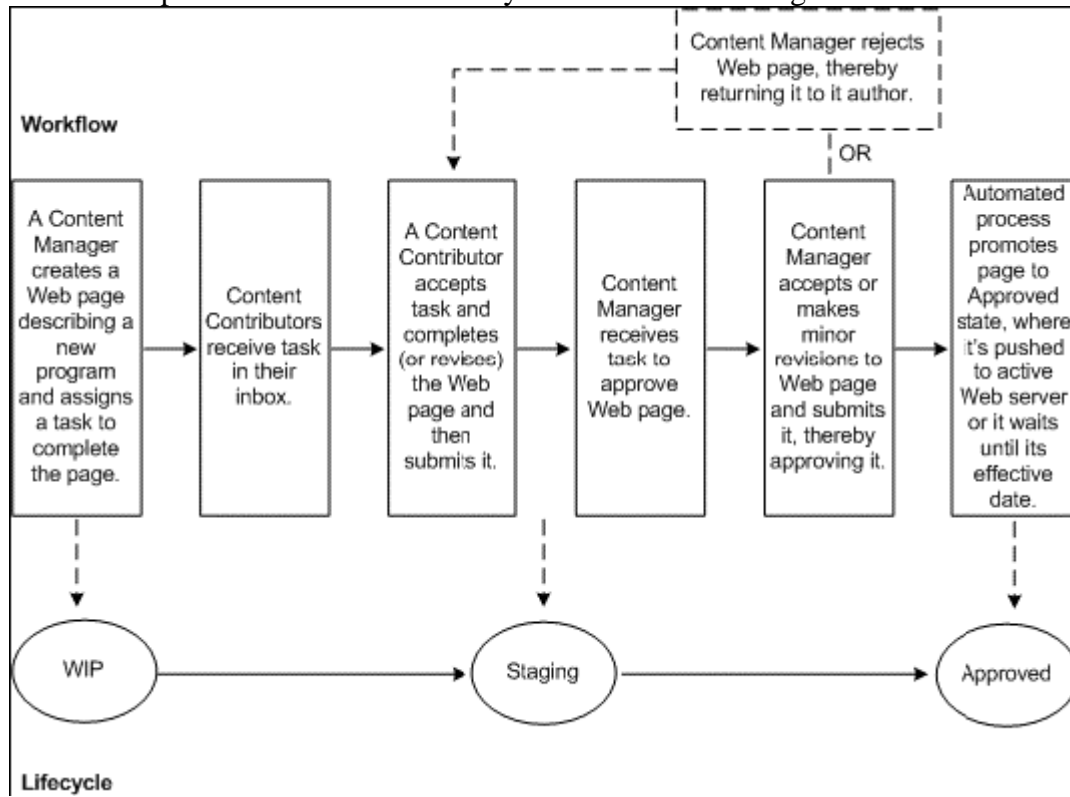 Content Manager rejects
Web page, thereby
returning it to it author.
Workflow
OR
A Content
Manager
creates a
Web page
describing a
new
program
and assigns
a task to
complete
the page.
Content
Contributors
receive task
in their
inbox.
A Content
Contributor
accepts
task and
completes
(or revises)
the Web
page and
then
submits it.
Content
Manager
receives
task to
approve
Web page.
Content
Manager
accepts or
makes
minor
revisions to
Web page
and submits
it, thereby
approving it.
Automated
process
promotes
page to
Approved
state, where
it's pushed
to active
Web server
or it waits
until its
effective
date.
WIP
Staging
Approved
Lifecycle